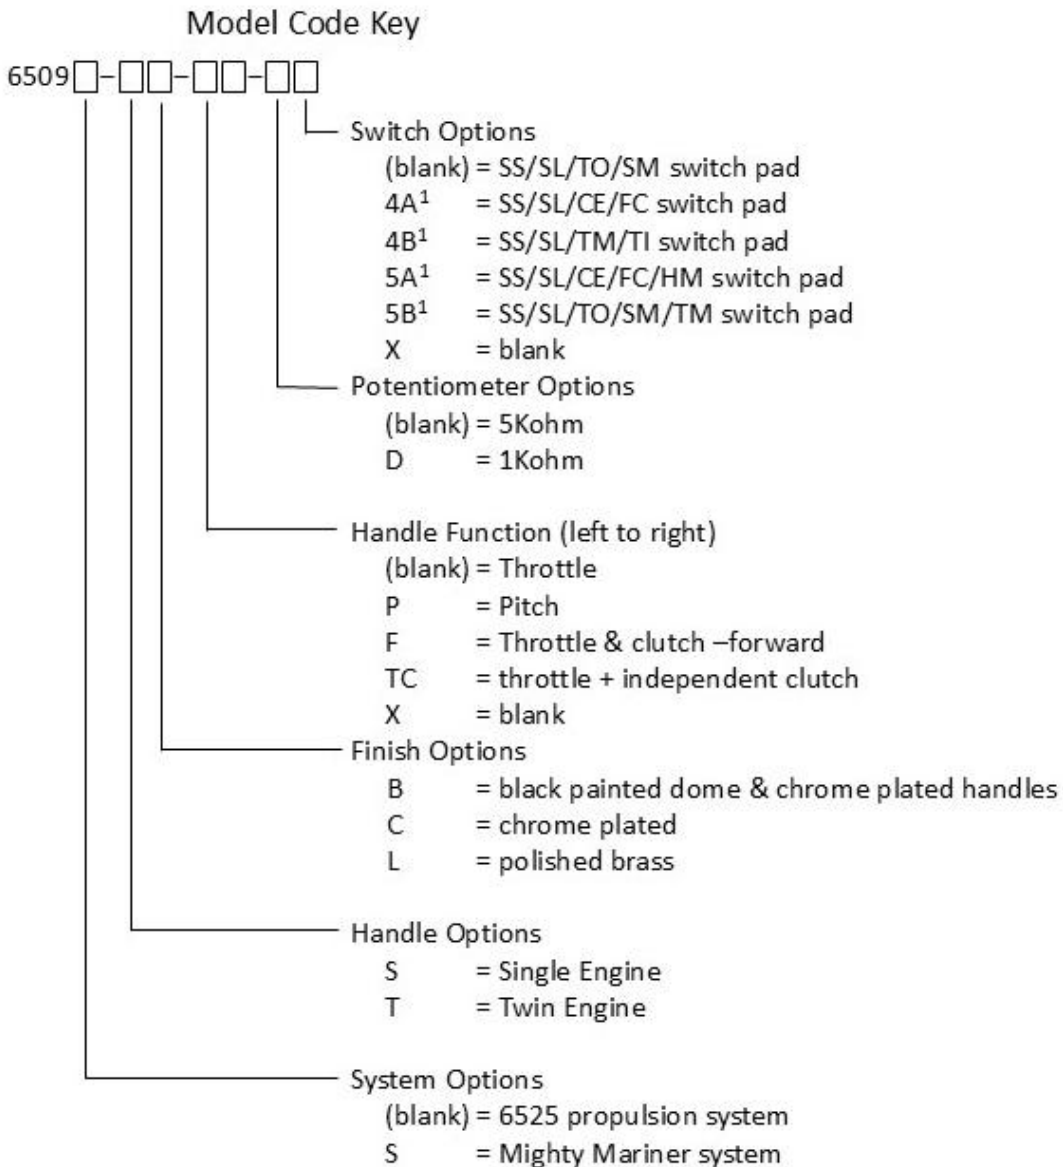 Model Code Key
6509□-□□-□□-□□
Switch Options
(blank) = SS/SL/TO/SM switch pad
4A¹ = SS/SL/CE/FC switch pad
4B¹ = SS/SL/TM/TI switch pad
5A¹ = SS/SL/CE/FC/HM switch pad
5B¹ = SS/SL/TO/SM/TM switch pad
X = blank
Potentiometer Options
(blank) = 5Kohm
D = 1Kohm
Handle Function (left to right)
(blank) = Throttle
P = Pitch
F = Throttle & clutch –forward
TC = throttle + independent clutch
X = blank
Finish Options
B = black painted dome & chrome plated handles
C = chrome plated
L = polished brass
Handle Options
S = Single Engine
T = Twin Engine
System Options
(blank) = 6525 propulsion system
S = Mighty Mariner system